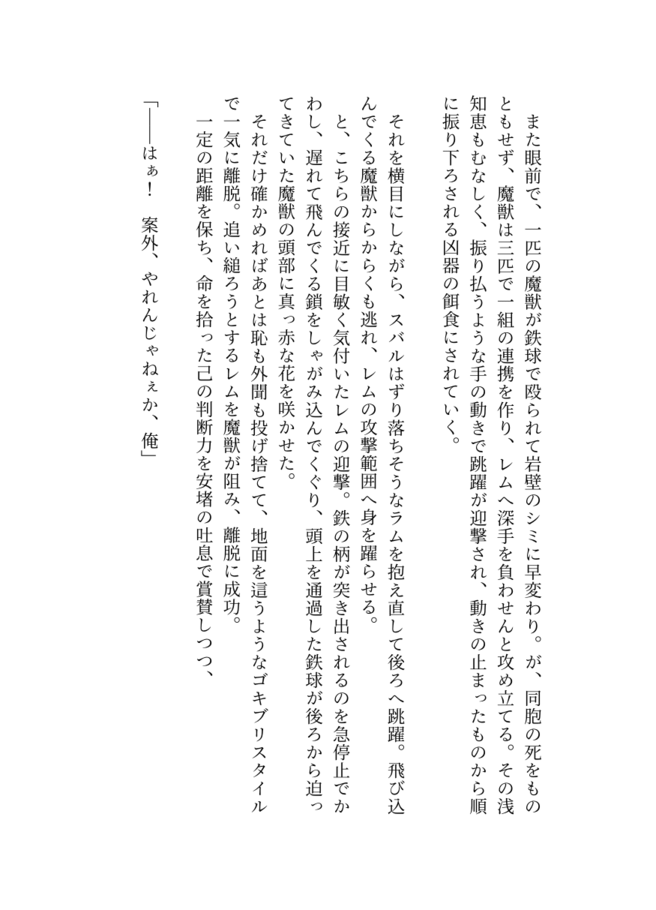 また眼前で、一匹の魔獣が鉄球で殴られて岩壁のシミに早変わり。が、同胞の死をもの
ともせず、魔獣は三匹で一組の連携を作り、レムへ深手を負わせんと攻め立てる。その浅
知恵もむなしく、振り払うような手の動きで跳躍が迎撃され、動きの止まったものから順
に振り下ろされる凶器の餌食にされていく。
　それを横目にしながら、スバルはずり落ちそうなラムを抱え直して後ろへ跳躍。飛び込
んでくる魔獣からからくも逃れ、レムの攻撃範囲へ身を躍らせる。
　と、こちらの接近に目敏く気付いたレムの迎撃。鉄の柄が突き出されるのを急停止でか
わし、遅れて飛んでくる鎖をしゃがみ込んでくぐり、頭上を通過した鉄球が後ろから迫っ
てきていた魔獣の頭部に真っ赤な花を咲かせた。
　それだけ確かめればあとは恥も外聞も投げ捨てて、地面を這うようなゴキブリスタイル
で一気に離脱。追い縋ろうとするレムを魔獣が阻み、離脱に成功。
　一定の距離を保ち、命を拾った己の判断力を安堵の吐息で賞賛しつつ、
「――はぁ！　案外、やれんじゃねぇか、俺」